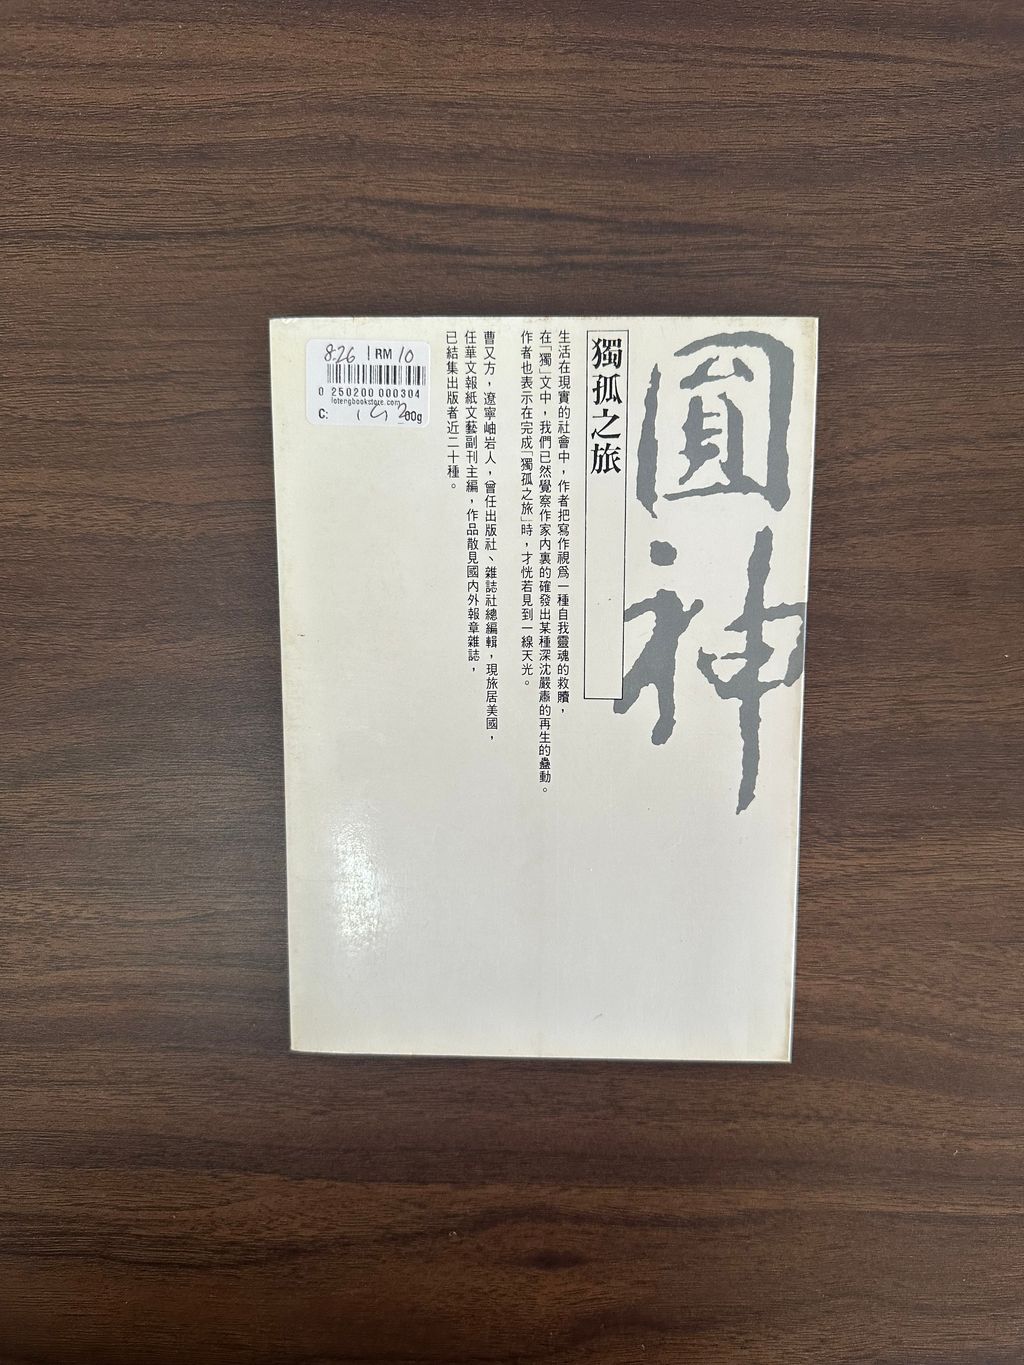 圓神
獨孤之旅
生活在現實的社會中，作者把寫作視爲一種自我靈魂的救贖，
在「獨」文中，我們已然覺察作家內裏的確發出某種深沈嚴肅的再生的蠢動。
作者也表示在完成「獨孤之旅」時，才恍若見到一線天光。
曹又方，遼寧岫岩人，曾任出版社、雜誌社總編輯，現旅居美國，
任華文報紙文藝副刊主編，作品散見國內外報章雜誌，
已結集出版者近二十種。
8.26 RM 10
0 250200 000304
lotengbookstore.com
C: 00g